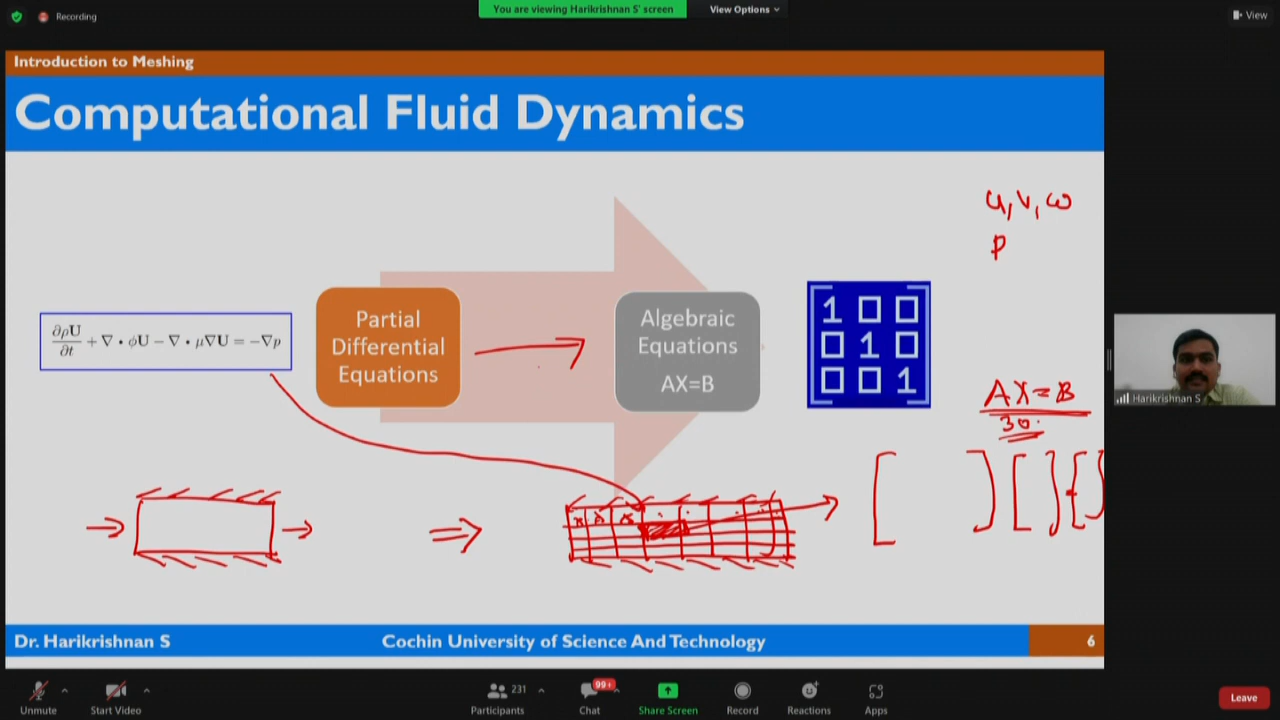 You are viewing Harikrishnan S' screen
View Options
Recording
View
Introduction to Meshing
Computational Fluid Dynamics
u, v, w
p
∂ρU/∂t + ∇ • ϕU − ∇ • μ∇U = −∇p
Partial
Differential
Equations
Algebraic
Equations
AX=B
1 0 0
0 1 0
0 0 1
AX=B
30.
Harikrishnan S
Dr. Harikrishnan S
Cochin University of Science And Technology
6
Unmute
Start Video
231
Participants
99+
Chat
Share Screen
Record
Reactions
Apps
Leave